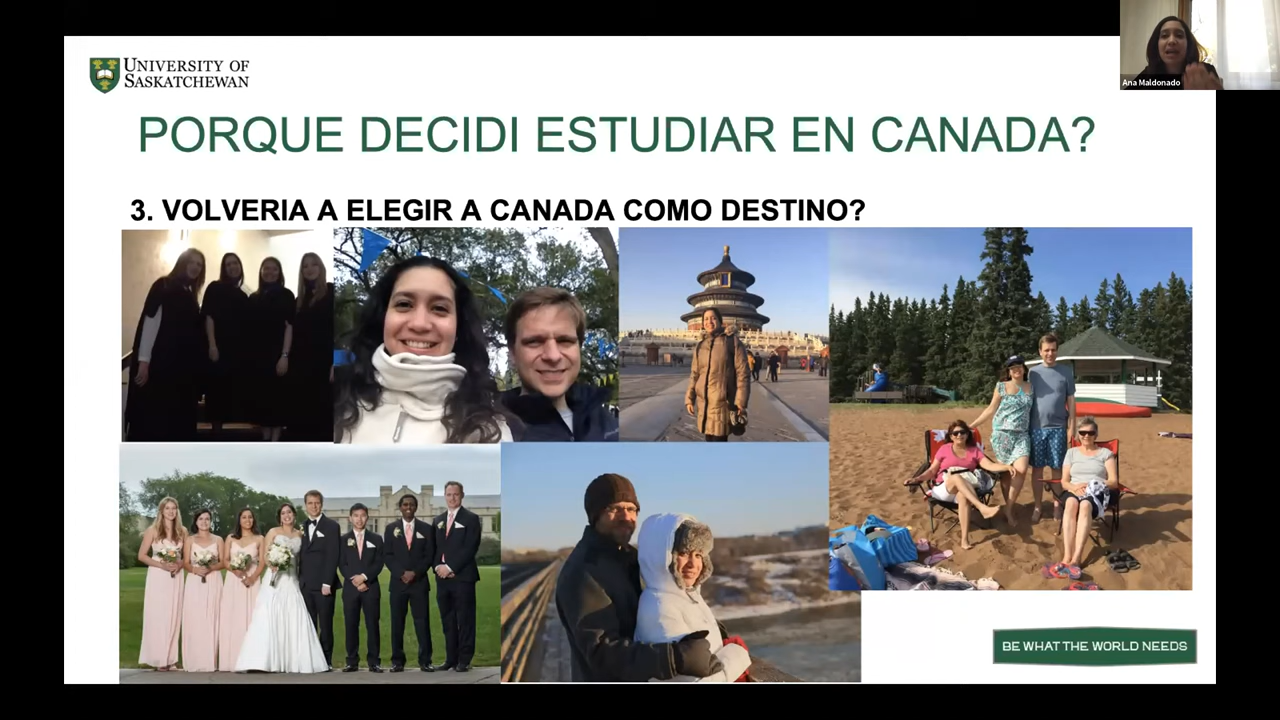 UNIVERSITY OF
SASKATCHEWAN
Ana Maldonado
PORQUE DECIDI ESTUDIAR EN CANADA?
3. VOLVERIA A ELEGIR A CANADA COMO DESTINO?
BE WHAT THE WORLD NEEDS